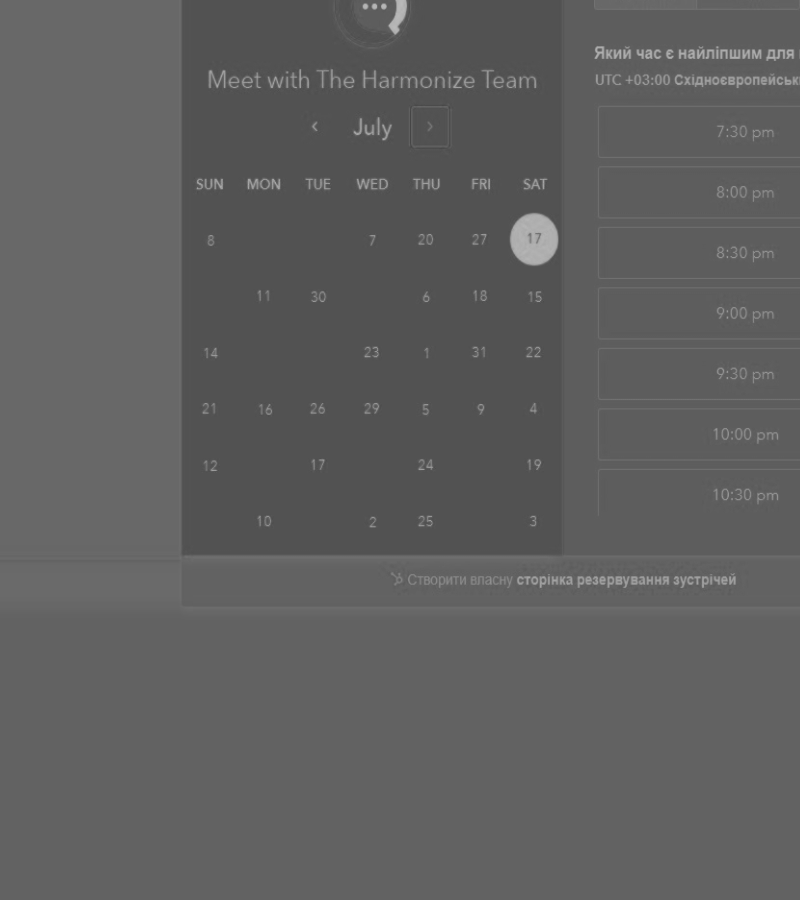 Meet with The Harmonize Team
July
SUN MON TUE WED THU FRI SAT
8 7 20 27 17
11 30 6 18 15
14 23 1 31 22
21 16 26 29 5 9 4
12 17 24 19
10 2 25 3
Який час є найліпшим для
UTC +03:00
7:30 pm
8:00 pm
8:30 pm
9:00 pm
9:30 pm
10:00 pm
10:30 pm
Створити власну сторінка резервування зустрічей